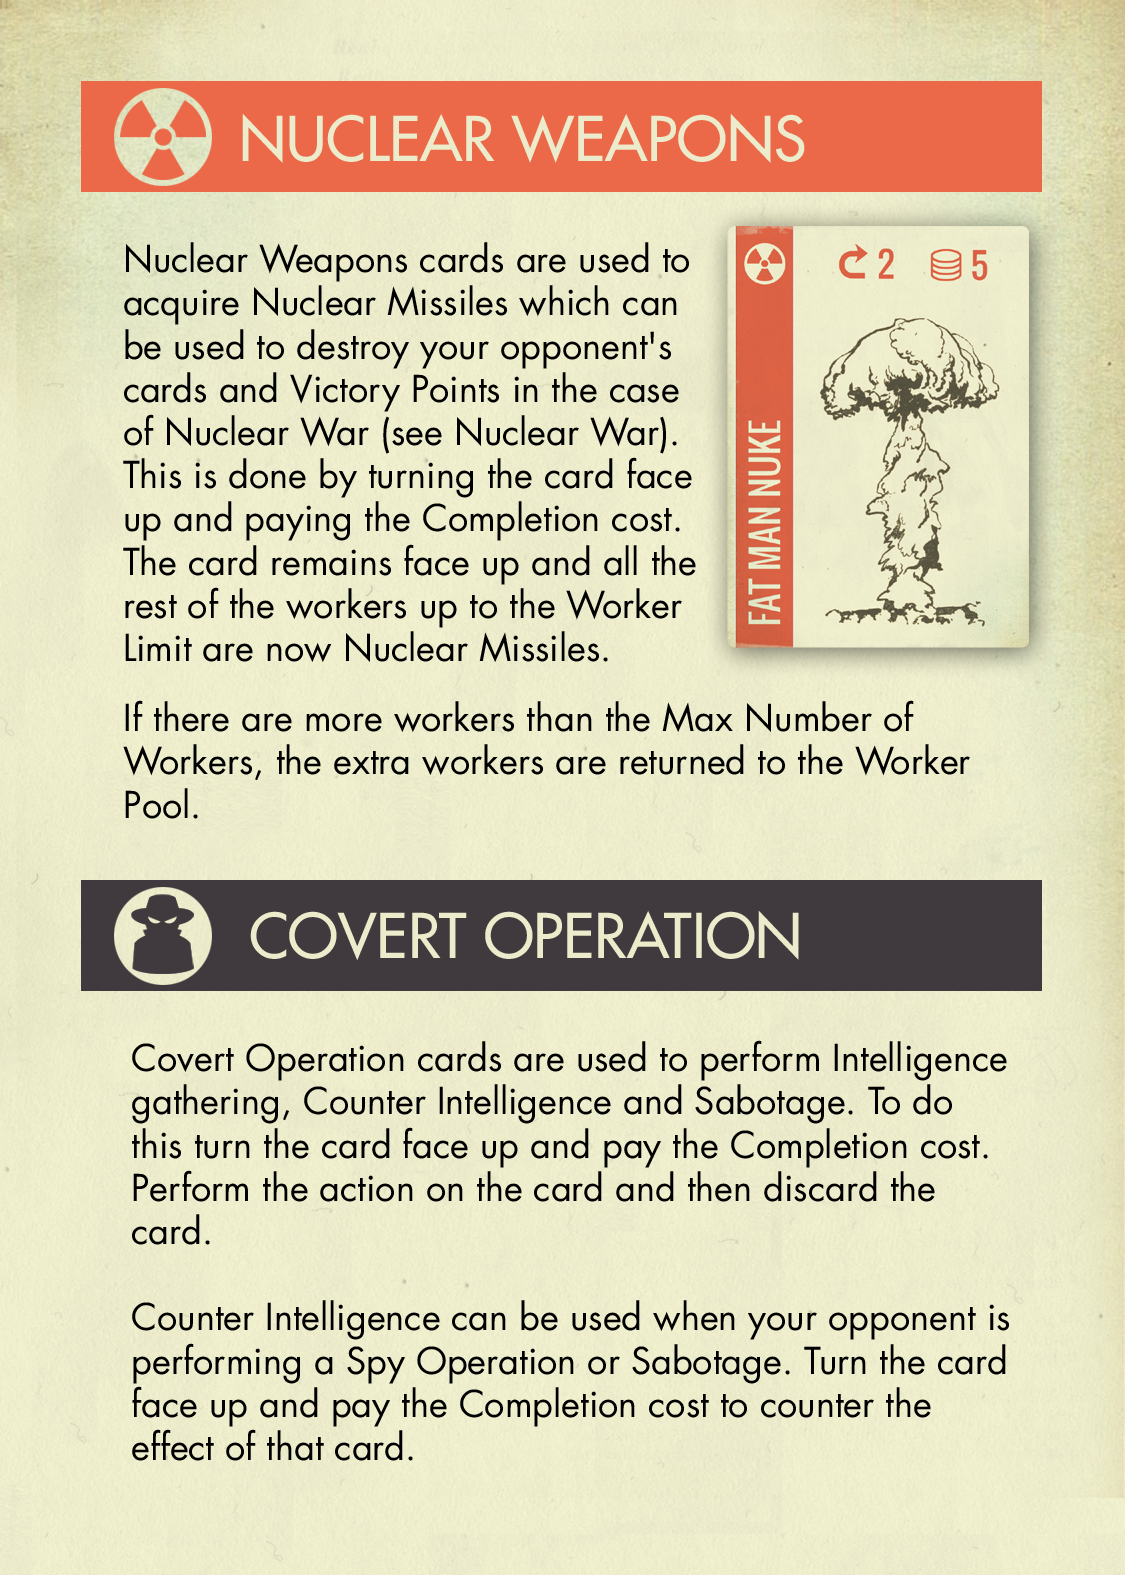 NUCLEAR WEAPONS
Nuclear Weapons cards are used to
acquire Nuclear Missiles which can
be used to destroy your opponent's
cards and Victory Points in the case
of Nuclear War (see Nuclear War).
This is done by turning the card face
up and paying the Completion cost.
The card remains face up and all the
rest of the workers up to the Worker
Limit are now Nuclear Missiles.
2 5
FAT MAN NUKE
If there are more workers than the Max Number of
Workers, the extra workers are returned to the Worker
Pool.
COVERT OPERATION
Covert Operation cards are used to perform Intelligence
gathering, Counter Intelligence and Sabotage. To do
this turn the card face up and pay the Completion cost.
Perform the action on the card and then discard the
card.
Counter Intelligence can be used when your opponent is
performing a Spy Operation or Sabotage. Turn the card
face up and pay the Completion cost to counter the
effect of that card.